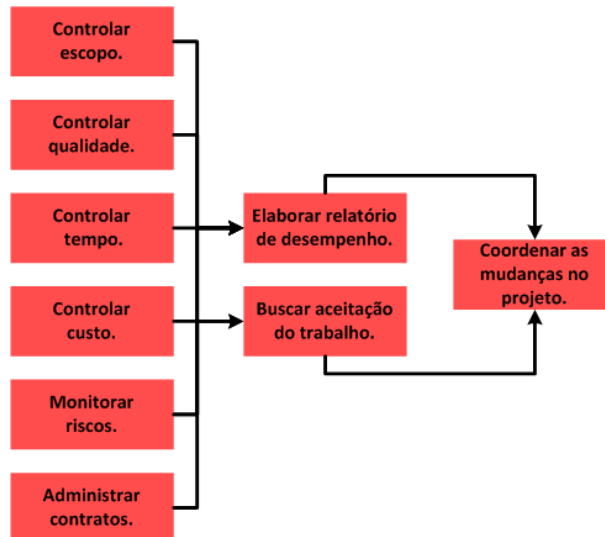 Controlar
escopo.
Controlar
qualidade.
Controlar
tempo.
Controlar
custo.
Monitorar
riscos.
Administrar
contratos.
Elaborar relatório
de desempenho.
Buscar aceitação
do trabalho.
Coordenar as
mudanças no
projeto.